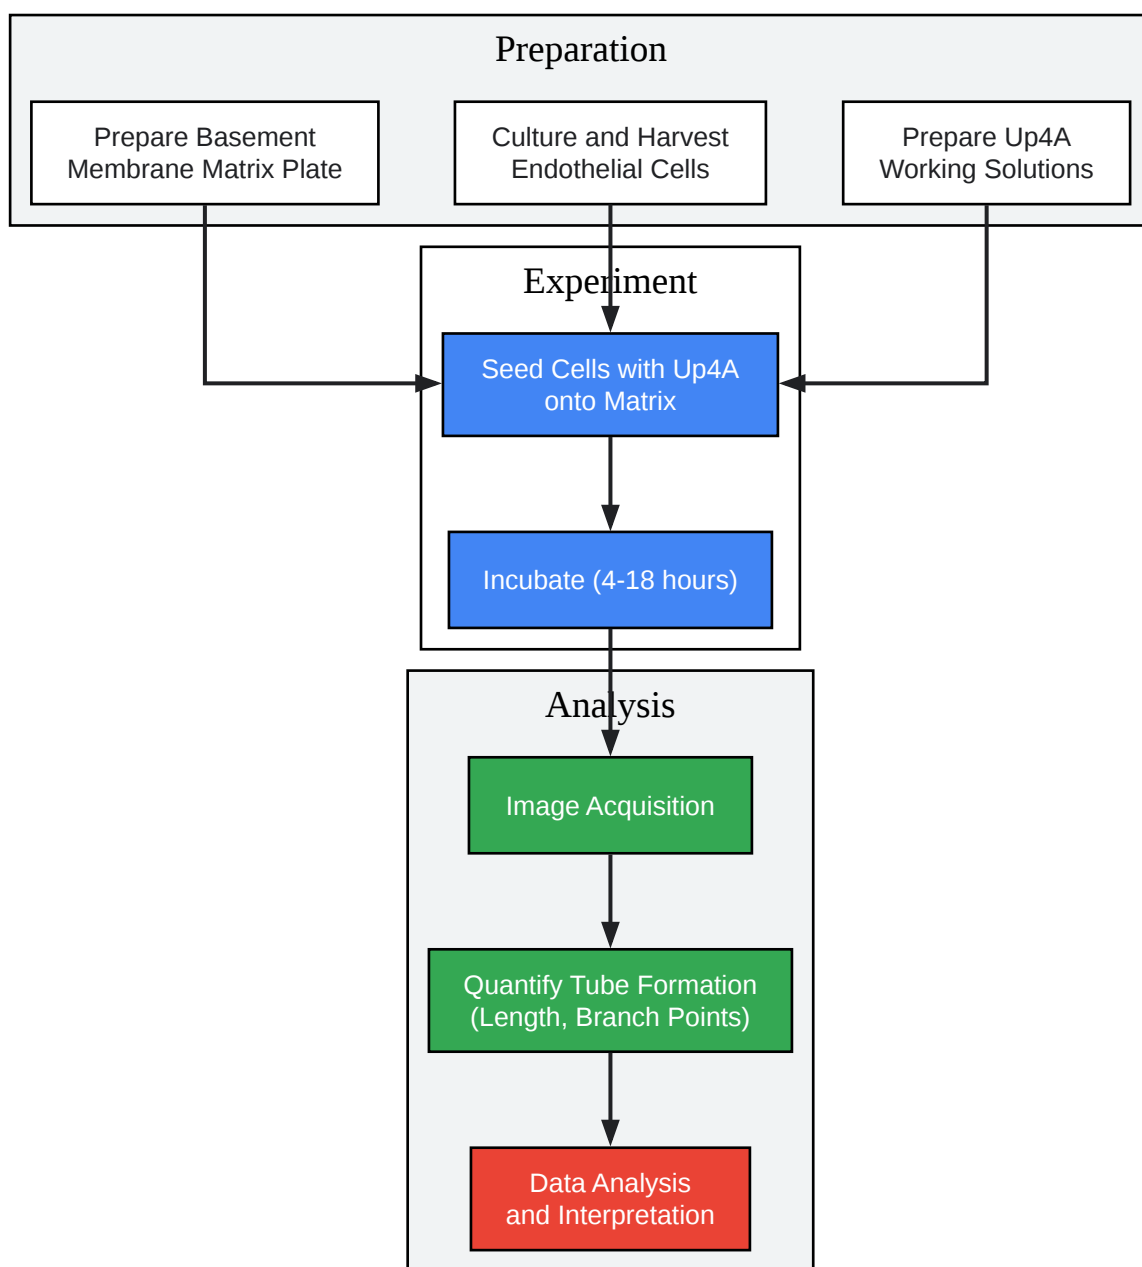 Preparation
Prepare Basement
Membrane Matrix Plate
Culture and Harvest
Endothelial Cells
Prepare Up4A
Working Solutions
Experiment
Seed Cells with Up4A
onto Matrix
Incubate (4-18 hours)
Analysis
Image Acquisition
Quantify Tube Formation
(Length, Branch Points)
Data Analysis
and Interpretation